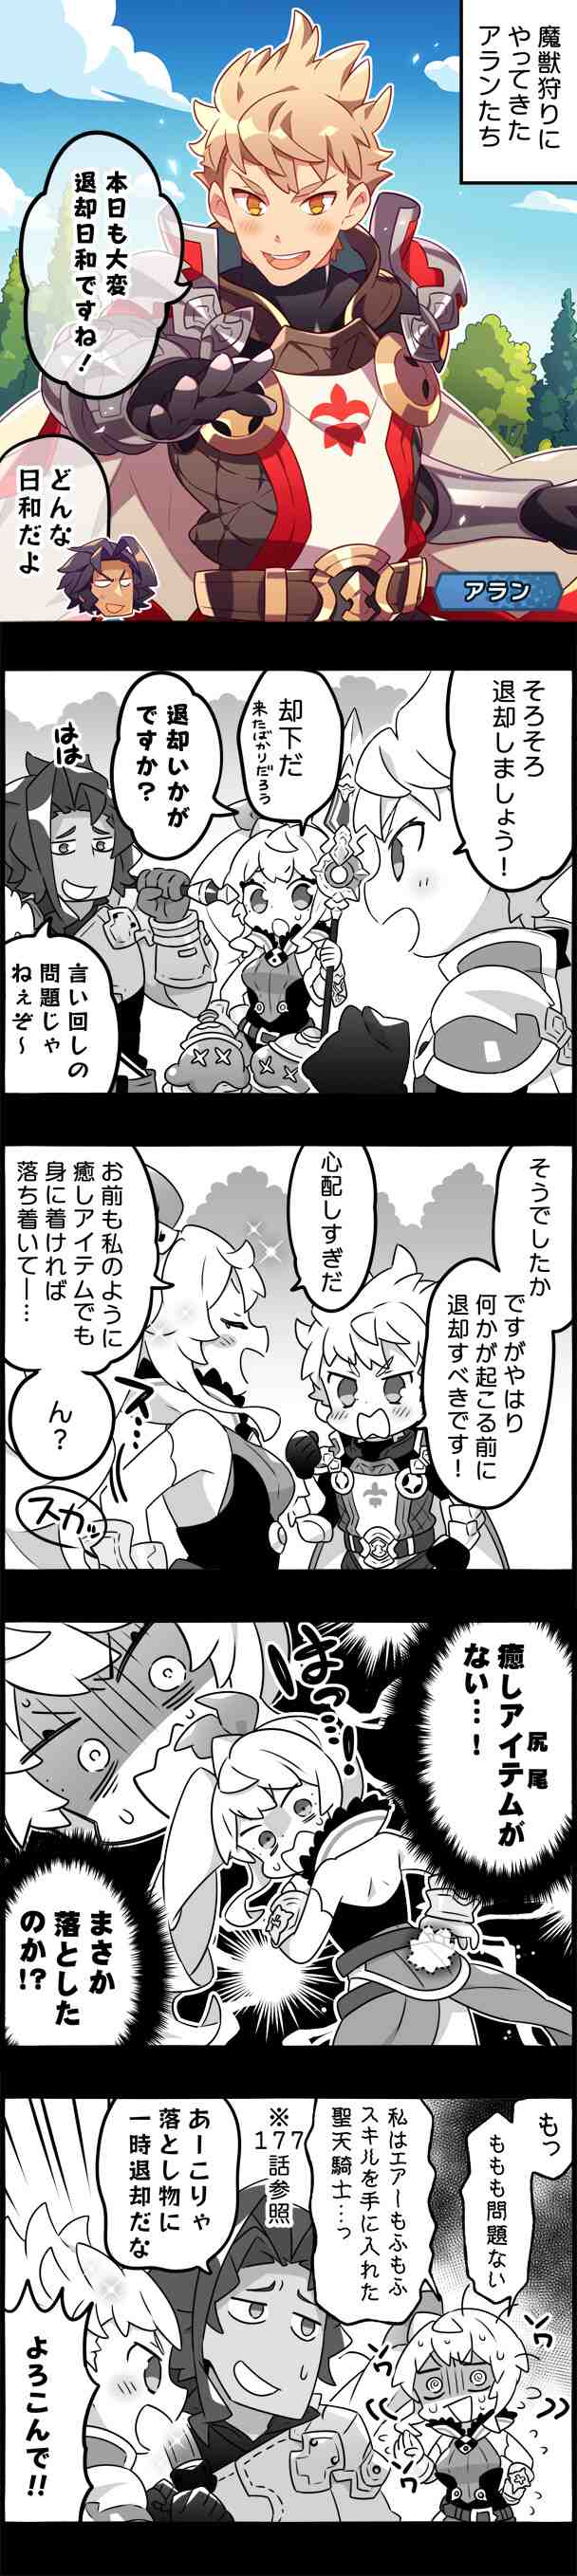 魔獣狩りに
やってきた
アランたち
本日も大変
退却日和ですね！
どんな
日和だよ
アラン
そろそろ
退却しましょう！
却下だ
来たばかりだろう
退却いかが
ですか？
はは
言い回しの
問題じゃ
ねぇぞ～
そうでしたか
ですがやはり
何かが起こる前に
退却すべきです！
心配しすぎだ
お前も私のように
癒しアイテムでも
身に着ければ
落ち着いて―…
ス…
ん？
スカッ
癒しアイテムが
尻尾
ない…！
はっ…！
まさか
落とした
のか!?
もっ
ももも問題ない
私はエアーもふもふ
スキルを手に入れた
聖天騎士…っ
ソワ
ソワ
※177
話参照
あーこりゃ
落とし物に
一時退却だな
よろこんで!!